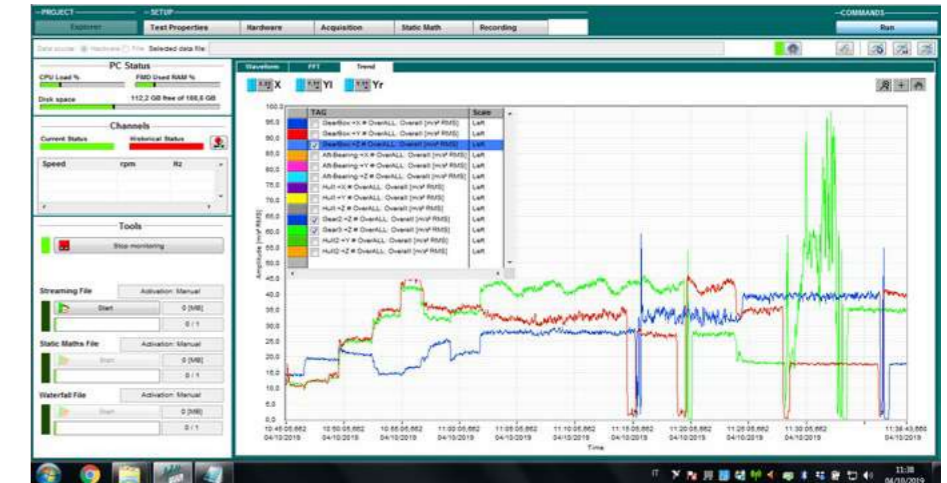 PROJECT
SETUP
COMMANDS
Explorer
Test Properties
Hardware
Acquisition
Static Math
Recording
Run
Data source: Hardware File Selected data file:
PC Status
CPU Load %
FMD Used RAM %
Disk space
112,2 GB free of 188,6 GB
Channels
Current Status
Historical Status
Speed
rpm
Hz
Tools
Stop monitoring
Streaming File
Activation: Manual
Start
0 [MB]
0 / 1
Static Maths File
Activation: Manual
Start
0 [MB]
0 / 1
Waterfall File
Activation: Manual
Start
0 [MB]
0 / 1
Waveform
FFT
Trend
X
Yl
Yr
TAG
Scale
GearBox:+X # OverALL: Overall [m/s² RMS]
Left
GearBox:+Y # OverALL: Overall [m/s² RMS]
Left
GearBox:+Z # OverALL: Overall [m/s² RMS]
Left
Aft-Bearing:+X # OverALL: Overall [m/s² RMS]
Left
Aft-Bearing:+Y # OverALL: Overall [m/s² RMS]
Left
Aft-Bearing:+Z # OverALL: Overall [m/s² RMS]
Left
Hull:+X # OverALL: Overall [m/s² RMS]
Left
Hull:+Y # OverALL: Overall [m/s² RMS]
Left
Hull:+Z # OverALL: Overall [m/s² RMS]
Left
Gear2:+Z # OverALL: Overall [m/s² RMS]
Left
Gear3:+Z # OverALL: Overall [m/s² RMS]
Left
Hull2:+Y # OverALL: Overall [m/s² RMS]
Left
Hull2:+Z # OverALL: Overall [m/s² RMS]
Left
Amplitude [m/s² RMS]
100,0
95,0
90,0
80,0
75,0
70,0
65,0
60,0
55,0
50,0
45,0
40,0
35,0
30,0
25,0
20,0
15,0
10,0
5,0
0,0
10:45:05,662
04/10/2019
10:50:05,662
04/10/2019
10:55:05,662
04/10/2019
11:00:05,662
04/10/2019
11:05:05,662
04/10/2019
11:10:05,662
04/10/2019
11:15:05,662
04/10/2019
11:20:05,662
04/10/2019
11:25:05,662
04/10/2019
11:30:05,662
04/10/2019
04/10/2019
Time
IT
11:38
04/10/2019